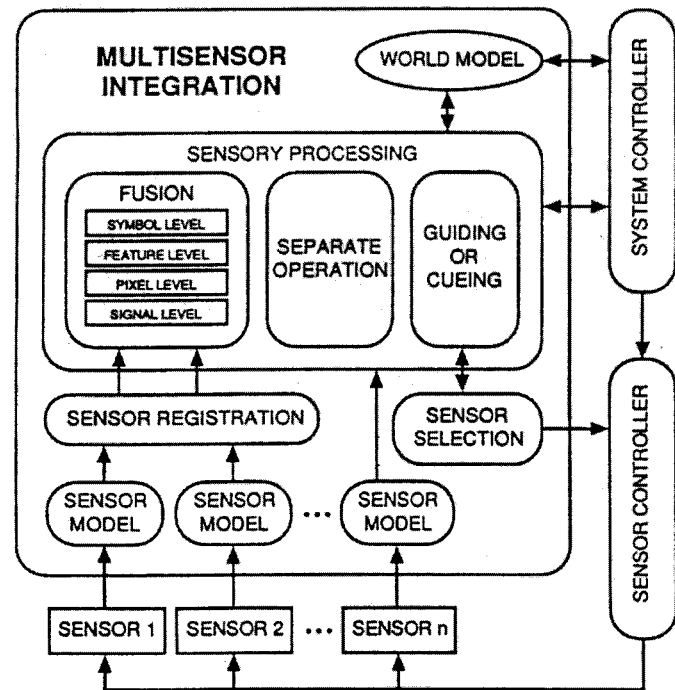 MULTISENSOR
INTEGRATION
WORLD MODEL
SYSTEM CONTROLLER
SENSORY PROCESSING
FUSION
SYMBOL LEVEL
FEATURE LEVEL
PIXEL LEVEL
SIGNAL LEVEL
SEPARATE
OPERATION
GUIDING
OR
CUEING
SENSOR REGISTRATION
SENSOR
SELECTION
SENSOR CONTROLLER
SENSOR
MODEL
SENSOR
MODEL
...
SENSOR
MODEL
SENSOR 1
SENSOR 2
...
SENSOR n